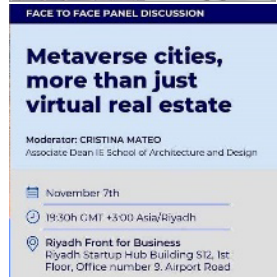 FACE TO FACE PANEL DISCUSSION
Metaverse cities,
more than just
virtual real estate
Moderator: CRISTINA MATEO
Associate Dean IE School of Architecture and Design
November 7th
19:30h GMT +3:00 Asia/Riyadh
Riyadh Front for Business
Riyadh Startup Hub Building S12, 1st
Floor, Office number 9. Airport Road